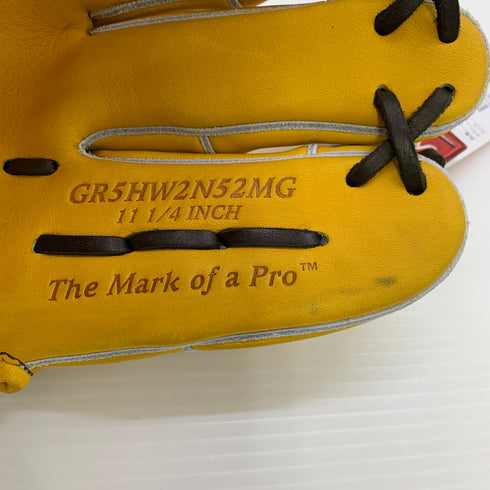 GR5HW2N52MG
11 1/4 INCH
The Mark of a Pro™